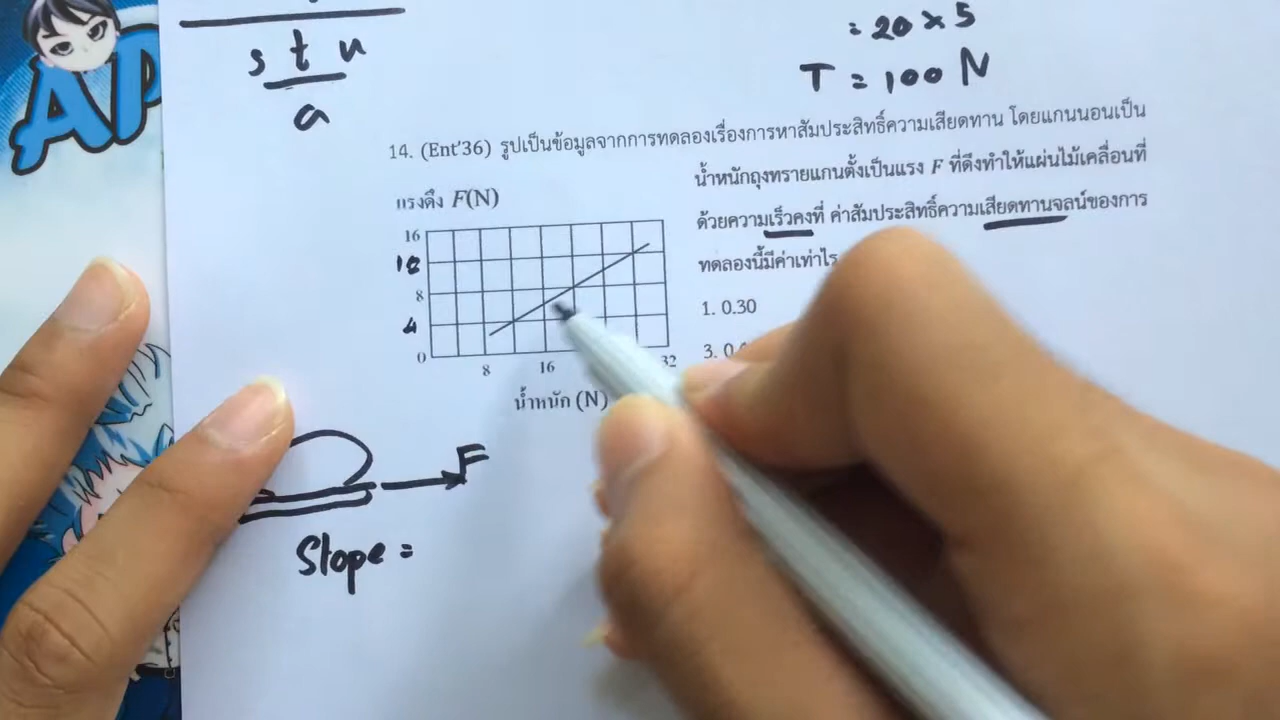 AP
s t u
a
= 20 × 5
T = 100 N
14. (Ent'36) รูปเป็นข้อมูลจากการทดลองเรื่องการหาสัมประสิทธิ์ความเสียดทาน โดยแกนนอนเป็น
น้ำหนักถุงทรายแกนตั้งเป็นแรง F ที่ดึงทำให้แผ่นไม้เคลื่อนที่
ด้วยความเร็วคงที่ ค่าสัมประสิทธิ์ความเสียดทานจลน์ของการ
ทดลองนี้มีค่าเท่าไร
แรงดึง F(N)
16
12
8
4
0
8 16 32
น้ำหนัก (N)
1. 0.30
3. 0.
F
Slope =